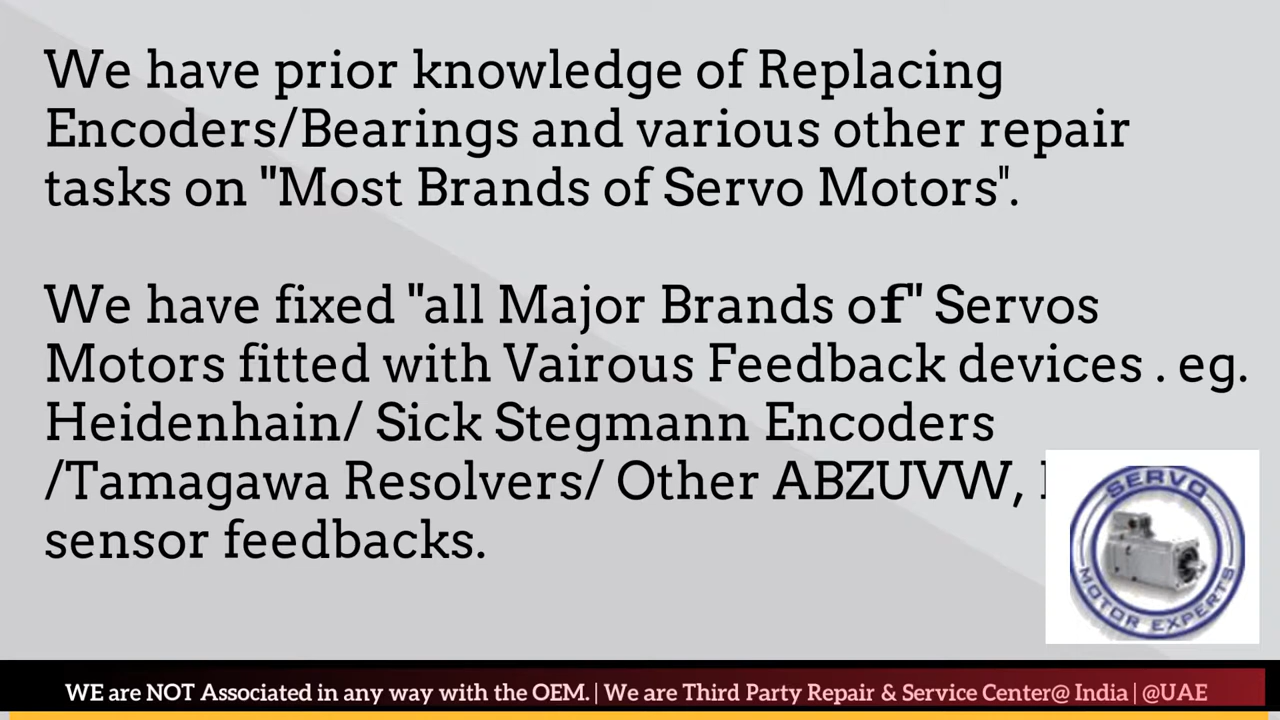 We have prior knowledge of Replacing
Encoders/Bearings and various other repair
tasks on "Most Brands of Servo Motors".
We have fixed "all Major Brands of" Servos
Motors fitted with Vairous Feedback devices . eg.
Heidenhain/ Sick Stegmann Encoders
/Tamagawa Resolvers/ Other ABZUVW,
sensor feedbacks.
SERVO
MOTOR EXPERTS
WE are NOT Associated in any way with the OEM. | We are Third Party Repair & Service Center@ India | @UAE